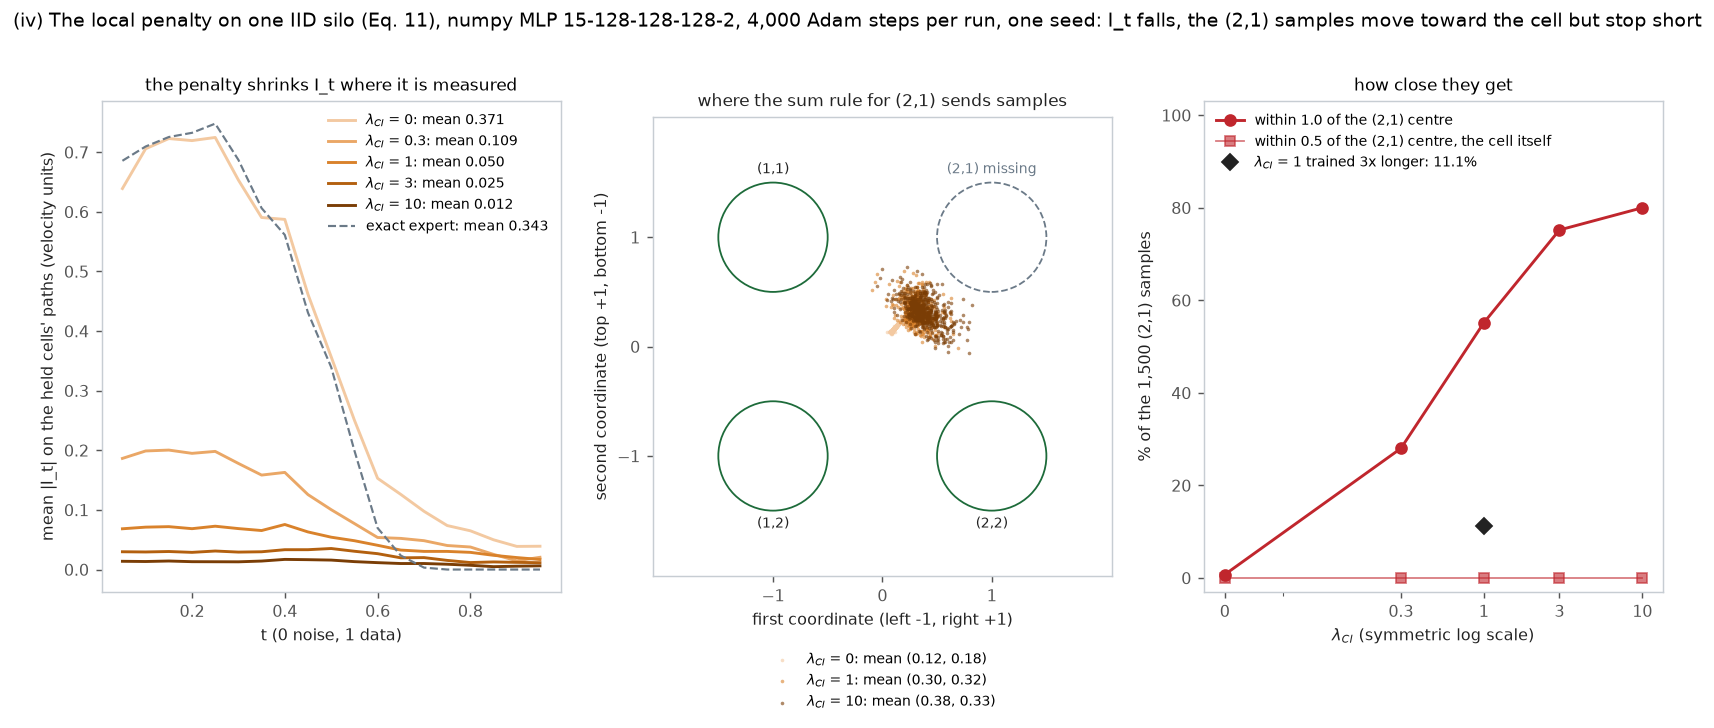 (iv) The local penalty on one IID silo (Eq. 11), numpy MLP 15-128-128-128-2, 4,000 Adam steps per run, one seed: I_t falls, the (2,1) samples move toward the cell but stop short
the penalty shrinks I_t where it is measured
mean |I_t| on the held cells' paths (velocity units)
0.7
0.6
0.5
0.4
0.3
0.2
0.1
0.0
λ_CI = 0: mean 0.371
λ_CI = 0.3: mean 0.109
λ_CI = 1: mean 0.050
λ_CI = 3: mean 0.025
λ_CI = 10: mean 0.012
exact expert: mean 0.343
0.2 0.4 0.6 0.8
t (0 noise, 1 data)
where the sum rule for (2,1) sends samples
second coordinate (top +1, bottom -1)
(1,1)
(2,1) missing
1
0
−1
(1,2)
(2,2)
−1 0 1
first coordinate (left -1, right +1)
λ_CI = 0: mean (0.12, 0.18)
λ_CI = 1: mean (0.30, 0.32)
λ_CI = 10: mean (0.38, 0.33)
how close they get
% of the 1,500 (2,1) samples
100
80
60
40
20
0
within 1.0 of the (2,1) centre
within 0.5 of the (2,1) centre, the cell itself
λ_CI = 1 trained 3x longer: 11.1%
0 0.3 1 3 10
λ_CI (symmetric log scale)